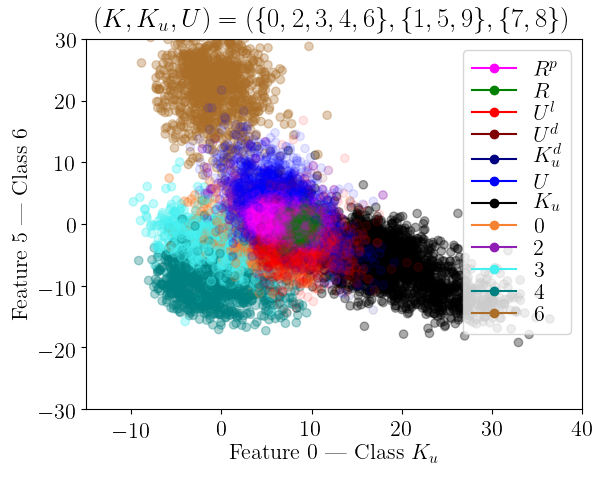 (K, K_u, U) = ({0, 2, 3, 4, 6}, {1, 5, 9}, {7, 8})
30
20
10
0
−10
−20
−30
Feature 5 — Class 6
R^p
R
U^l
U^d
K_u^d
U
K_u
0
2
3
4
6
−10
0
10
20
30
40
Feature 0 — Class K_u